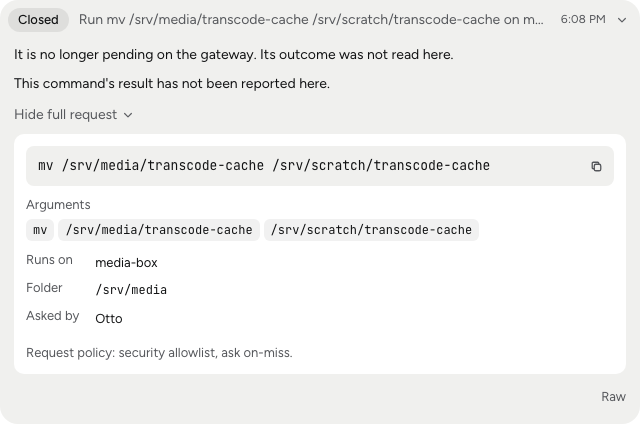 Closed Run mv /srv/media/transcode-cache /srv/scratch/transcode-cache on m... 6:08 PM
It is no longer pending on the gateway. Its outcome was not read here.
This command's result has not been reported here.
Hide full request
mv /srv/media/transcode-cache /srv/scratch/transcode-cache
Arguments
mv /srv/media/transcode-cache /srv/scratch/transcode-cache
Runs on media-box
Folder /srv/media
Asked by Otto
Request policy: security allowlist, ask on-miss.
Raw